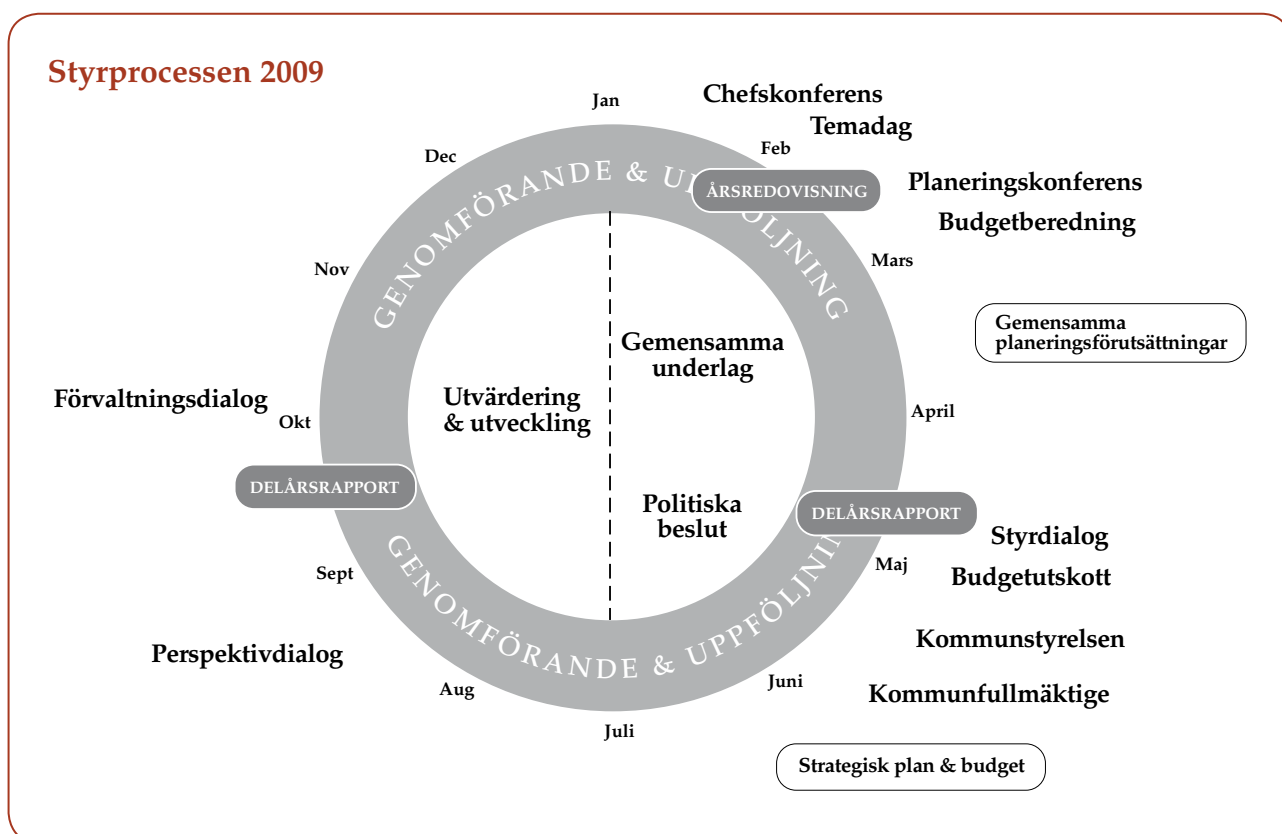 Styrprocessen 2009
Jan
Chefskonferens
Temadag
Feb
Dec
GENOMFÖRANDE & UPPFÖLJNING
ÅRSREDOVISNING
Planeringskonferens
Budgetberedning
Mars
Nov
Gemensamma
planeringsförutsättningar
Gemensamma
underlag
Utvärdering
& utveckling
Förvaltningsdialog
Okt
April
DELÅRSRAPPORT
Politiska
beslut
DELÅRSRAPPORT
Styrdialog
Maj
Budgetutskott
Sept
GENOMFÖRANDE & UPPFÖLJNING
Kommunstyrelsen
Perspektivdialog
Juni
Aug
Kommunfullmäktige
Juli
Strategisk plan & budget